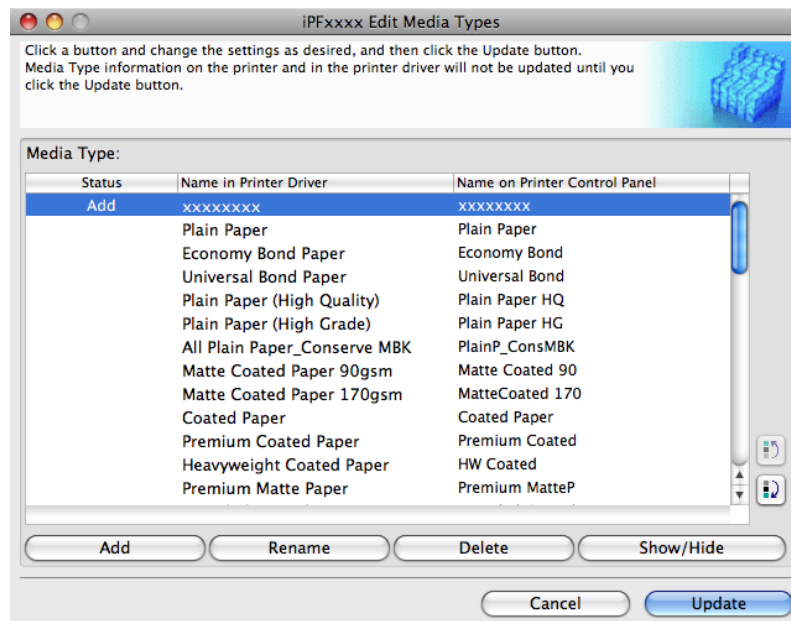 iPFxxxx Edit Media Types
Click a button and change the settings as desired, and then click the Update button.
Media Type information on the printer and in the printer driver will not be updated until you
click the Update button.
Media Type:
Status Name in Printer Driver Name on Printer Control Panel
Add xxxxxxxx xxxxxxxx
Plain Paper Plain Paper
Economy Bond Paper Economy Bond
Universal Bond Paper Universal Bond
Plain Paper (High Quality) Plain Paper HQ
Plain Paper (High Grade) Plain Paper HG
All Plain Paper_Conserve MBK PlainP_ConsMBK
Matte Coated Paper 90gsm Matte Coated 90
Matte Coated Paper 170gsm MatteCoated 170
Coated Paper Coated Paper
Premium Coated Paper Premium Coated
Heavyweight Coated Paper HW Coated
Premium Matte Paper Premium MatteP
Add Rename Delete Show/Hide
Cancel Update